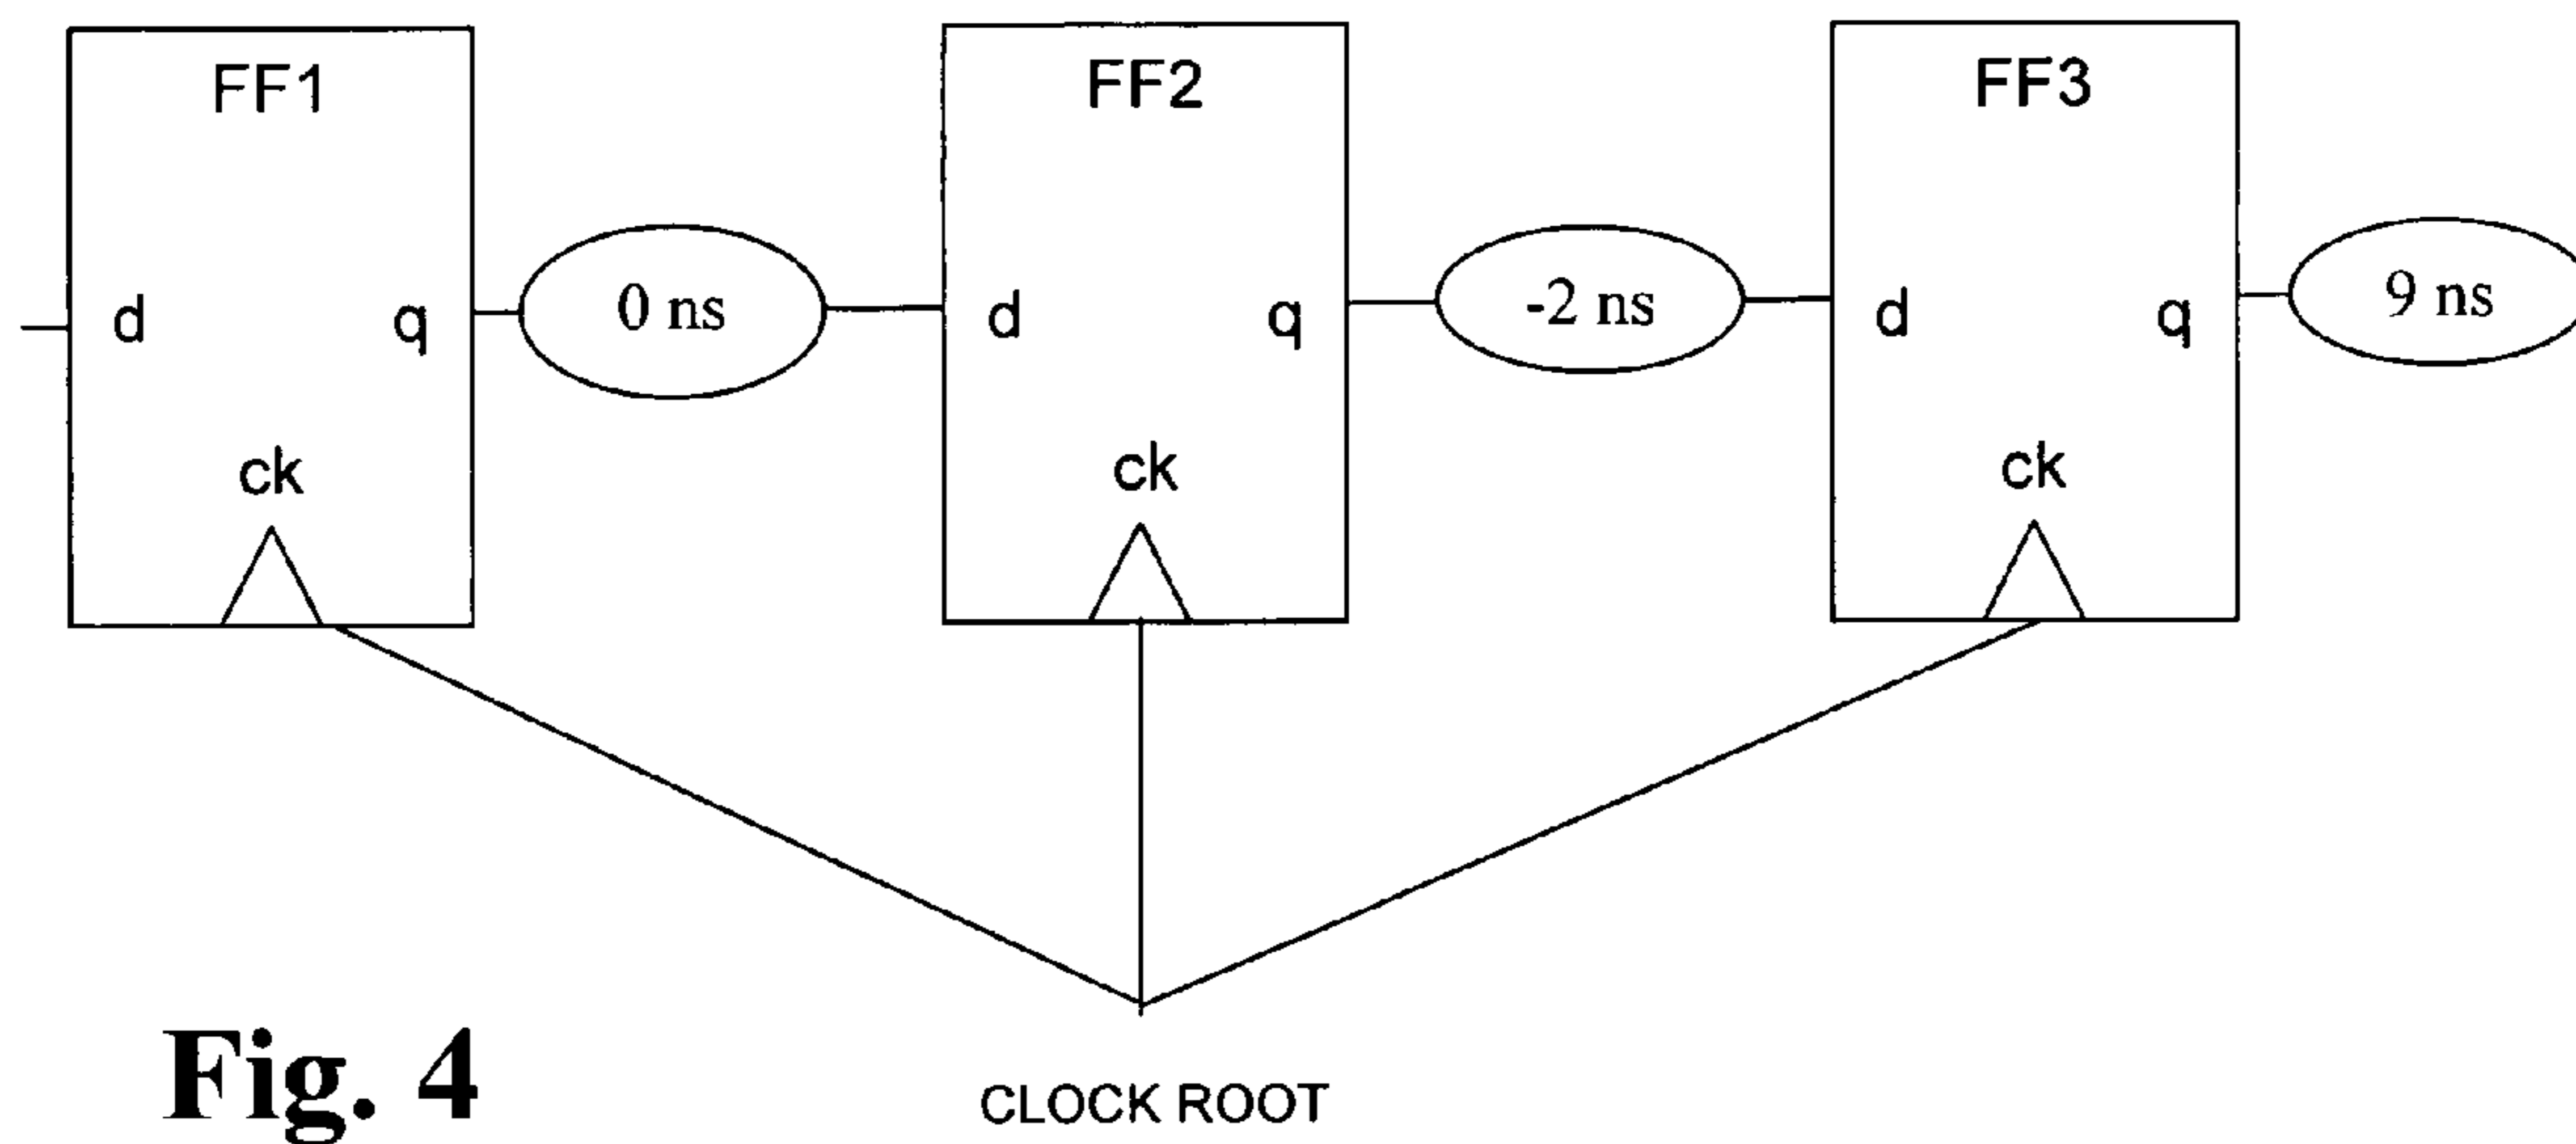 FF1
FF2
FF3
d
q
0 ns
d
q
-2 ns
d
q
9 ns
ck
ck
ck
Fig. 4
CLOCK ROOT